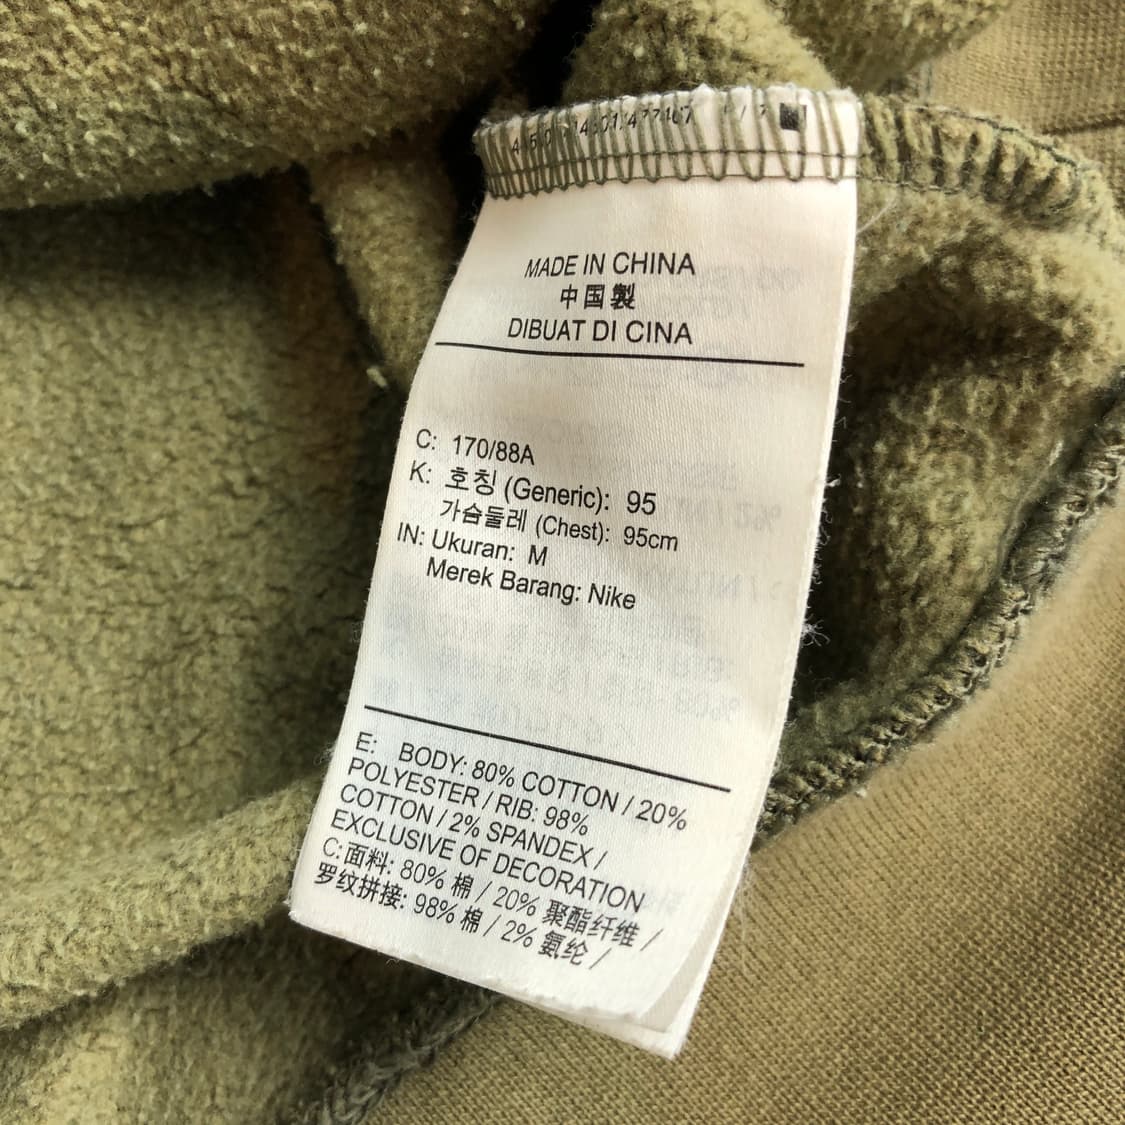 MADE IN CHINA
中国製
DIBUAT DI CINA
C: 170/88A
K: 호칭 (Generic): 95
가슴둘레 (Chest): 95cm
IN: Ukuran: M
Merek Barang: Nike
E: BODY: 80% COTTON / 20%
POLYESTER / RIB: 98%
COTTON / 2% SPANDEX /
EXCLUSIVE OF DECORATION
C: 面料: 80% 棉 / 20% 聚酯纤维 /
罗纹拼接: 98% 棉 / 2% 氨纶 /